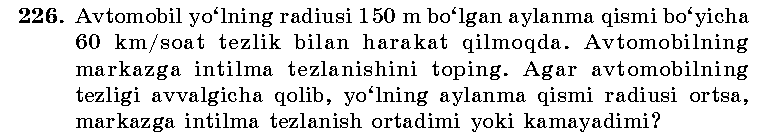 226. Avtomobil yo‘lning radiusi 150 m bo‘lgan aylanma qismi bo‘yicha
60 km/soat tezlik bilan harakat qilmoqda. Avtomobilning
markazga intilma tezlanishini toping. Agar avtomobilning
tezligi avvalgicha qolib, yo‘lning aylanma qismi radiusi ortsa,
markazga intilma tezlanish ortadimi yoki kamayadimi?